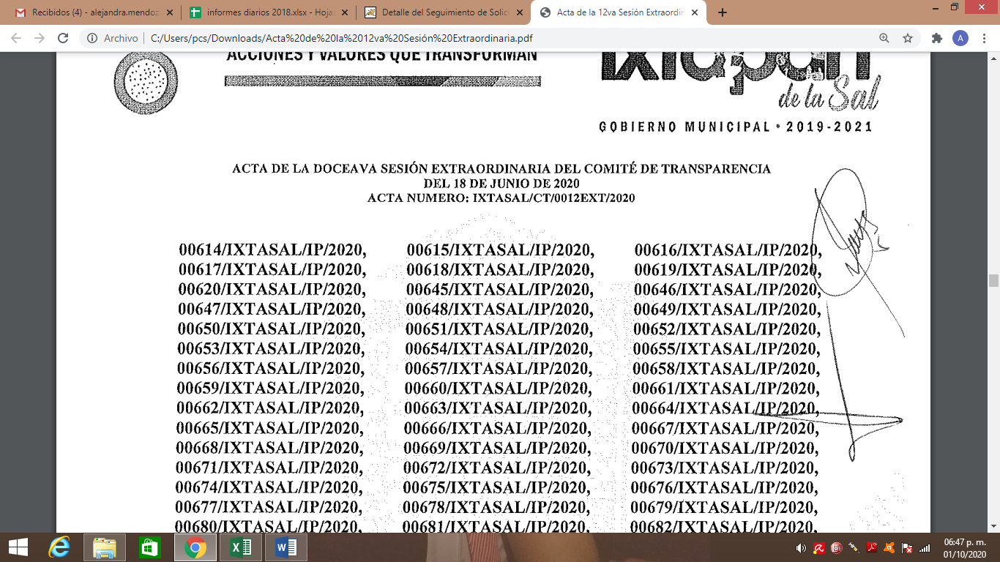 Recibidos (4) - alejandra.mendoz
informes diarios 2018.xlsx - Hoja
Detalle del Seguimiento de Solici
Acta de la 12va Sesión Extraordin
Archivo
C:/Users/pcs/Downloads/Acta%20de%20la%2012va%20Sesión%20Extraordinaria.pdf
A
ACCIONES Y VALORES QUE TRANSFORMAN
Ixtapan
de la Sal
GOBIERNO MUNICIPAL • 2019-2021
ACTA DE LA DOCEAVA SESIÓN EXTRAORDINARIA DEL COMITÉ DE TRANSPARENCIA
DEL 18 DE JUNIO DE 2020
ACTA NUMERO: IXTASAL/CT/0012EXT/2020
00614/IXTASAL/IP/2020, 00615/IXTASAL/IP/2020, 00616/IXTASAL/IP/2020,
00617/IXTASAL/IP/2020, 00618/IXTASAL/IP/2020, 00619/IXTASAL/IP/2020,
00620/IXTASAL/IP/2020, 00645/IXTASAL/IP/2020, 00646/IXTASAL/IP/2020,
00647/IXTASAL/IP/2020, 00648/IXTASAL/IP/2020, 00649/IXTASAL/IP/2020,
00650/IXTASAL/IP/2020, 00651/IXTASAL/IP/2020, 00652/IXTASAL/IP/2020,
00653/IXTASAL/IP/2020, 00654/IXTASAL/IP/2020, 00655/IXTASAL/IP/2020,
00656/IXTASAL/IP/2020, 00657/IXTASAL/IP/2020, 00658/IXTASAL/IP/2020,
00659/IXTASAL/IP/2020, 00660/IXTASAL/IP/2020, 00661/IXTASAL/IP/2020,
00662/IXTASAL/IP/2020, 00663/IXTASAL/IP/2020, 00664/IXTASAL/IP/2020,
00665/IXTASAL/IP/2020, 00666/IXTASAL/IP/2020, 00667/IXTASAL/IP/2020,
00668/IXTASAL/IP/2020, 00669/IXTASAL/IP/2020, 00670/IXTASAL/IP/2020,
00671/IXTASAL/IP/2020, 00672/IXTASAL/IP/2020, 00673/IXTASAL/IP/2020,
00674/IXTASAL/IP/2020, 00675/IXTASAL/IP/2020, 00676/IXTASAL/IP/2020,
00677/IXTASAL/IP/2020, 00678/IXTASAL/IP/2020, 00679/IXTASAL/IP/2020,
00680/IXTASAL/IP/2020, 00681/IXTASAL/IP/2020, 00682/IXTASAL/IP/2020,
06:47 p. m.
01/10/2020